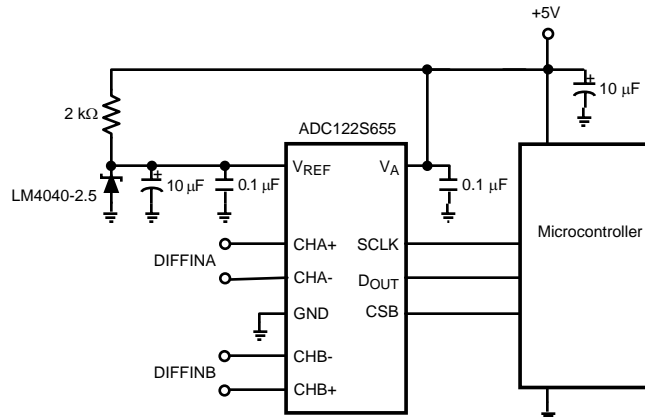 +5V
2 kΩ
10 μF
ADC122S655
VREF
VA
LM4040-2.5
10 μF
0.1 μF
0.1 μF
Microcontroller
DIFFINA
CHA+
SCLK
CHA-
DOUT
GND
CSB
DIFFINB
CHB-
CHB+